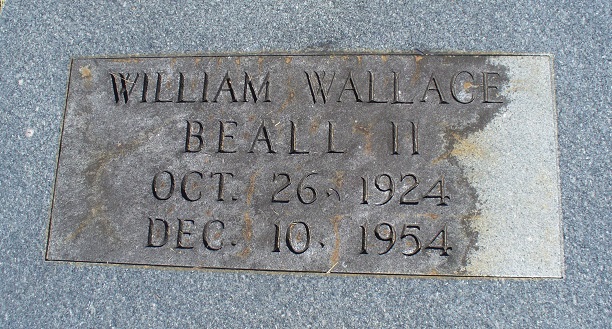 WILLIAM WALLACE
BEALL II
OCT. 26, 1924
DEC. 10. 1954